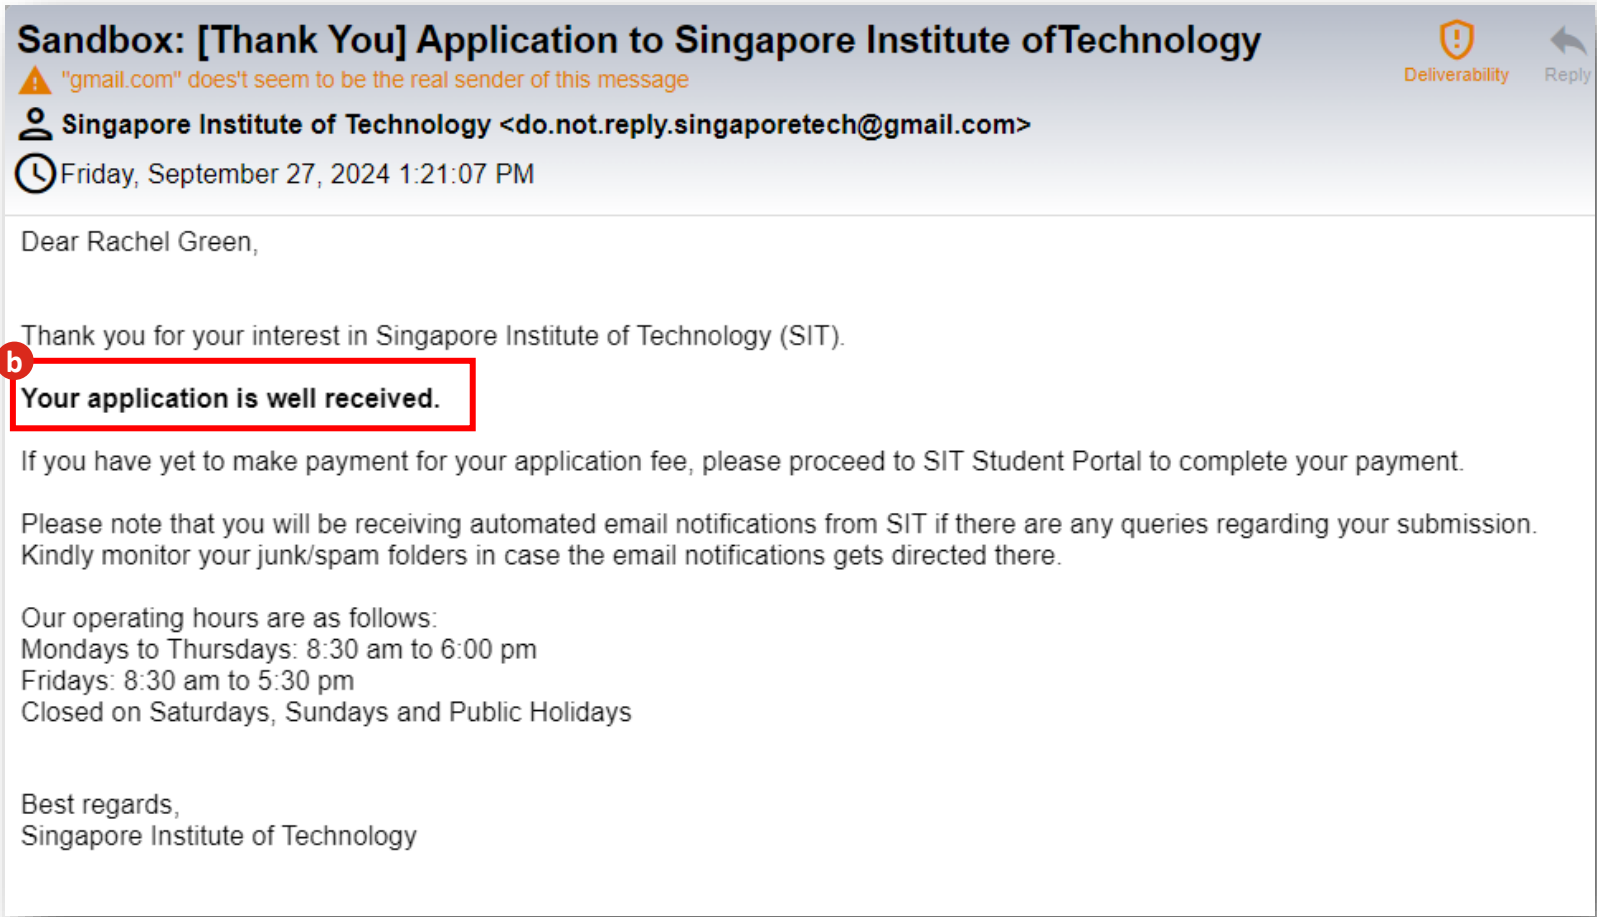 Sandbox: [Thank You] Application to Singapore Institute ofTechnology
Deliverability
Reply
"gmail.com" does't seem to be the real sender of this message
Singapore Institute of Technology <do.not.reply.singaporetech@gmail.com>
Friday, September 27, 2024 1:21:07 PM
Dear Rachel Green,
Thank you for your interest in Singapore Institute of Technology (SIT).
b
Your application is well received.
If you have yet to make payment for your application fee, please proceed to SIT Student Portal to complete your payment.
Please note that you will be receiving automated email notifications from SIT if there are any queries regarding your submission.
Kindly monitor your junk/spam folders in case the email notifications gets directed there.
Our operating hours are as follows:
Mondays to Thursdays: 8:30 am to 6:00 pm
Fridays: 8:30 am to 5:30 pm
Closed on Saturdays, Sundays and Public Holidays
Best regards,
Singapore Institute of Technology